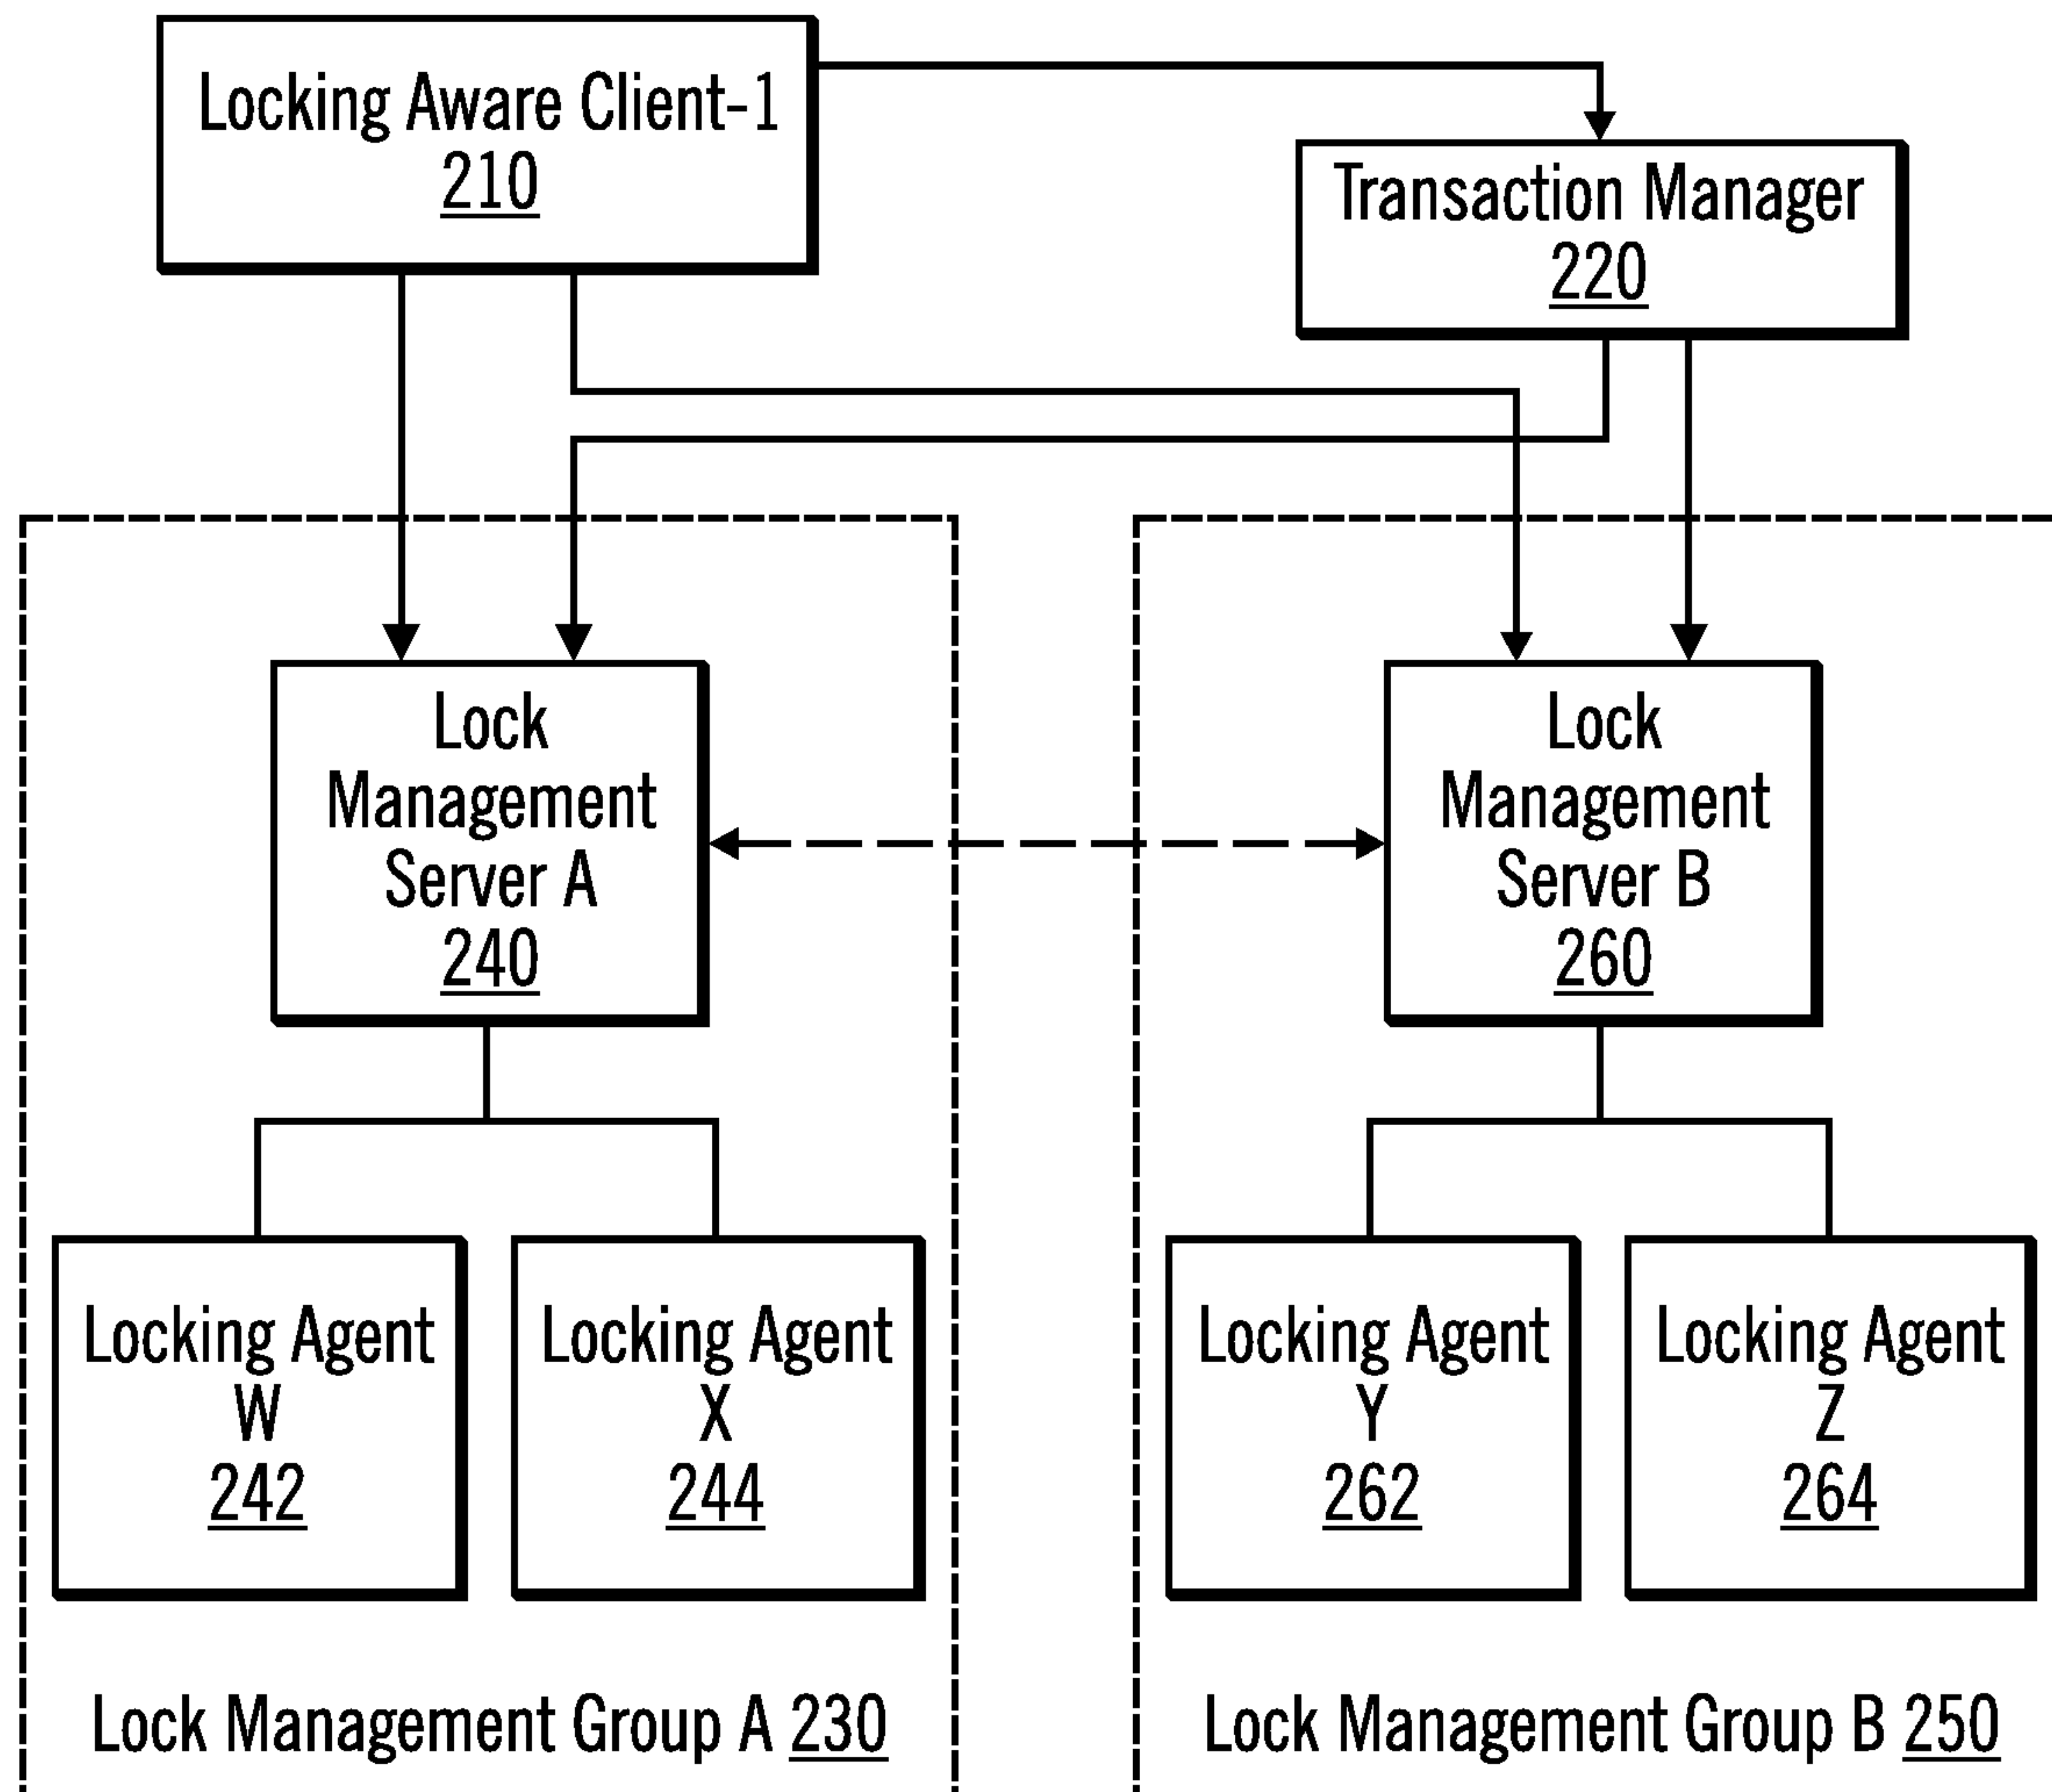 Locking Aware Client-1
210
Transaction Manager
220
Lock
Management
Server A
240
Lock
Management
Server B
260
Locking Agent
W
242
Locking Agent
X
244
Locking Agent
Y
262
Locking Agent
Z
264
Lock Management Group A 230
Lock Management Group B 250